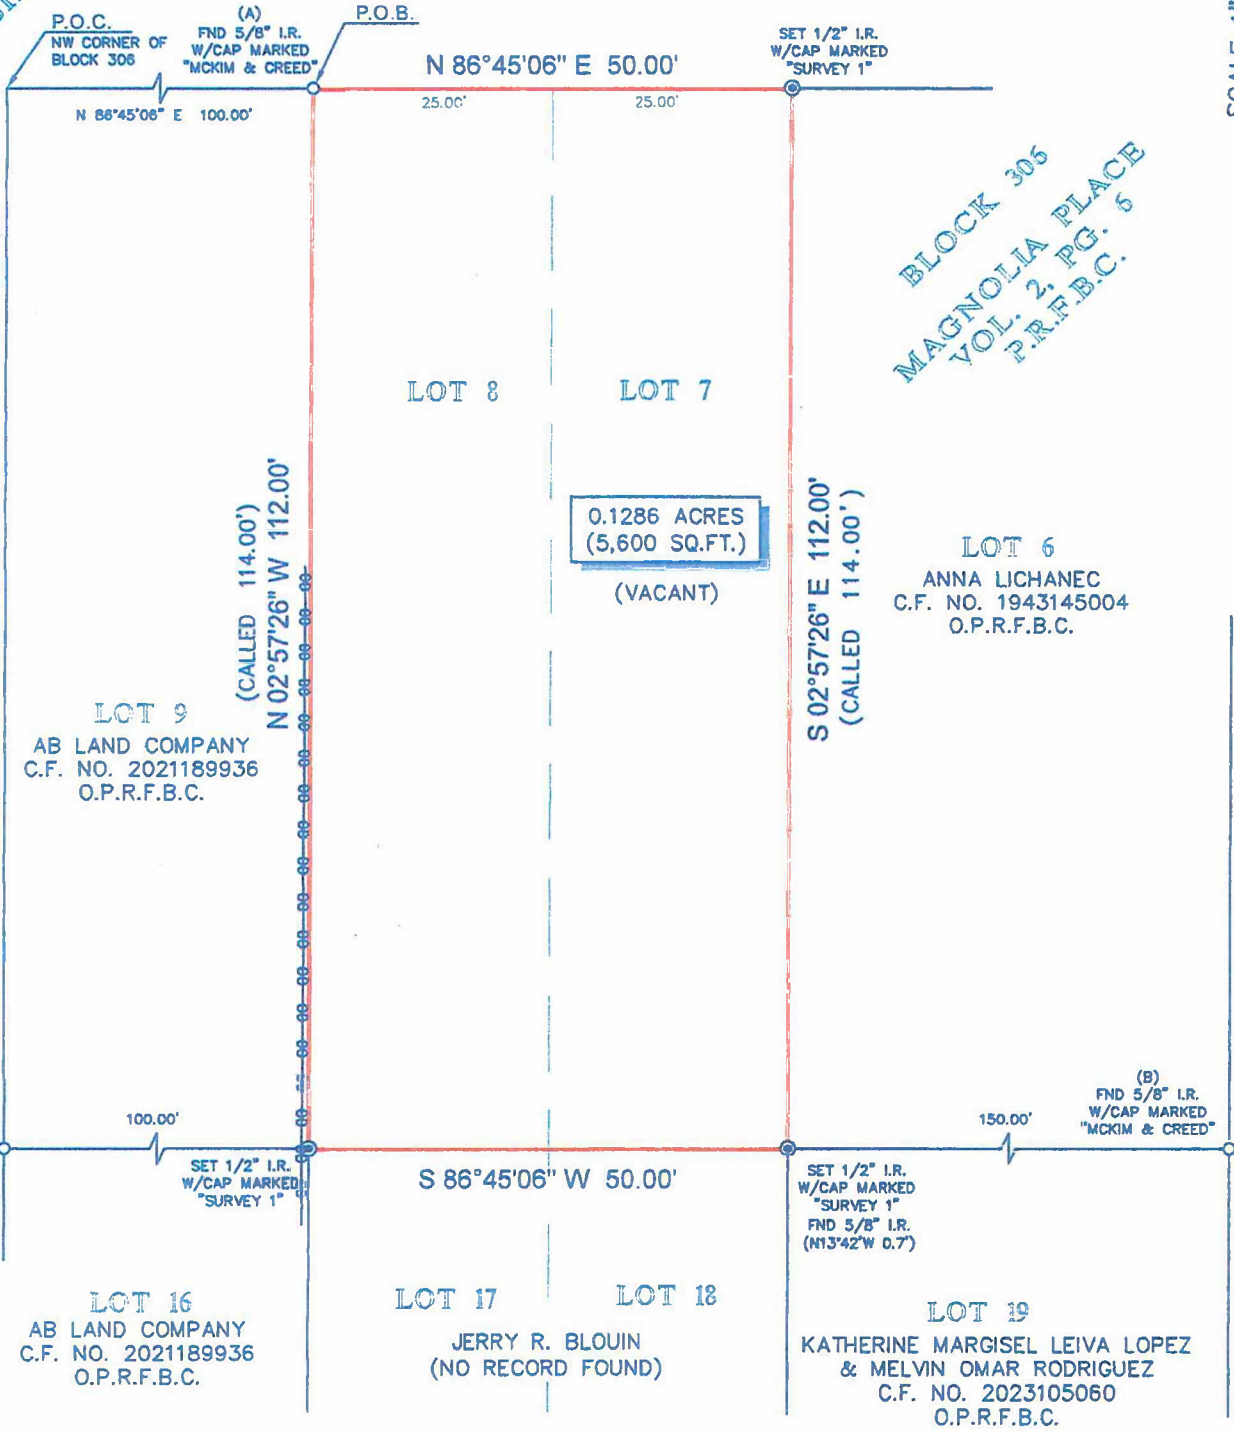 P.O.C.
NW CORNER OF
BLOCK 306
(A)
FND 5/8" I.R.
W/CAP MARKED
"MCKIM & CREED"
P.O.B.
N 86°45'06" E 50.00'
SET 1/2" I.R.
W/CAP MARKED
"SURVEY 1"
N 86°45'06" E 100.00'
25.00'
25.00'
BLOCK 306
MAGNOLIA PLACE
VOL. 2, PG. 6
P.R.F.B.C.
LOT 8
LOT 7
(CALLED 114.00')
N 02°57'26" W 112.00'
0.1286 ACRES
(5,600 SQ.FT.)
(VACANT)
S 02°57'26" E 112.00'
(CALLED 114.00')
LOT 6
ANNA LICHANEC
C.F. NO. 1943145004
O.P.R.F.B.C.
LOT 9
AB LAND COMPANY
C.F. NO. 2021189936
O.P.R.F.B.C.
100.00'
150.00'
(B)
FND 5/8" I.R.
W/CAP MARKED
"MCKIM & CREED"
SET 1/2" I.R.
W/CAP MARKED
"SURVEY 1"
S 86°45'06" W 50.00'
SET 1/2" I.R.
W/CAP MARKED
"SURVEY 1"
FND 5/8" I.R.
(N13°42'W 0.7')
LOT 16
AB LAND COMPANY
C.F. NO. 2021189936
O.P.R.F.B.C.
LOT 17
LOT 18
JERRY R. BLOUIN
(NO RECORD FOUND)
LOT 19
KATHERINE MARGISEL LEIVA LOPEZ
& MELVIN OMAR RODRIGUEZ
C.F. NO. 2023105060
O.P.R.F.B.C.